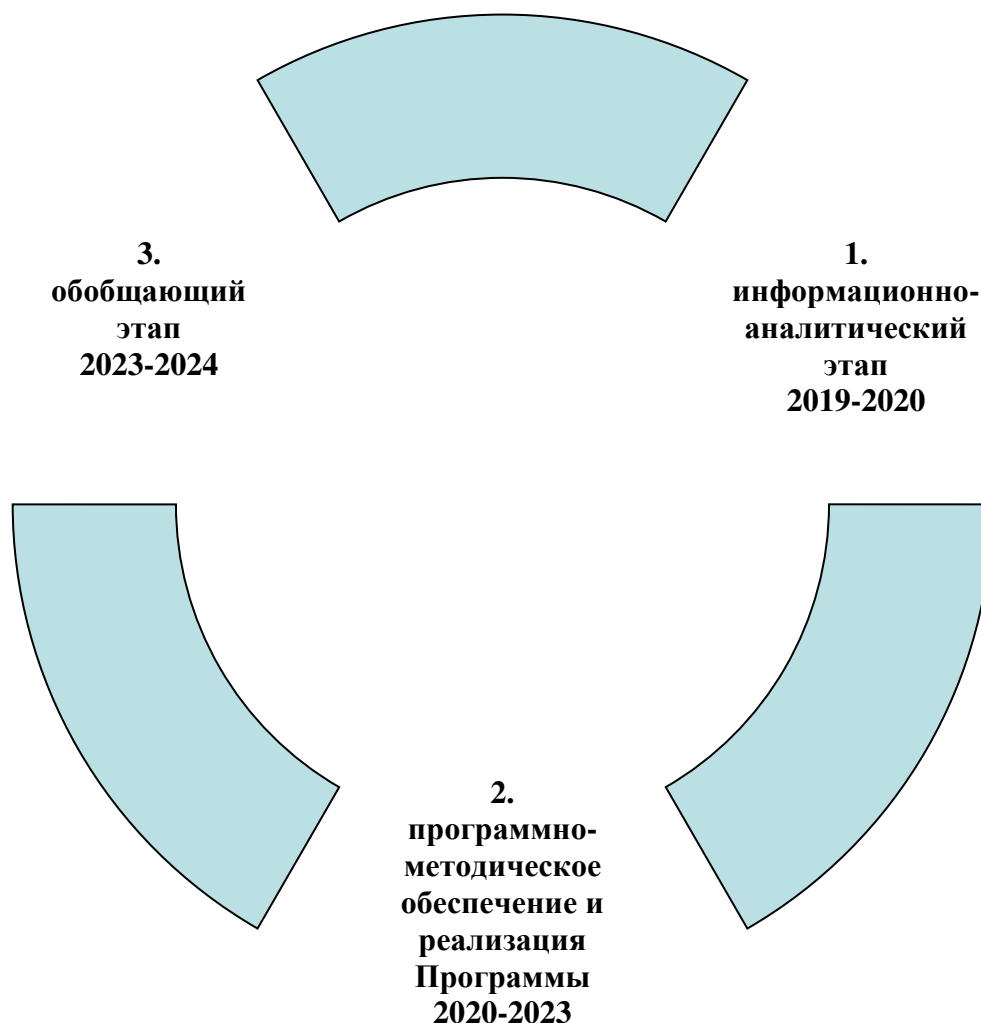 3.
обобщающий
этап
2023-2024
1.
информационно-
аналитический
этап
2019-2020
2.
программно-
методическое
обеспечение и
реализация
Программы
2020-2023